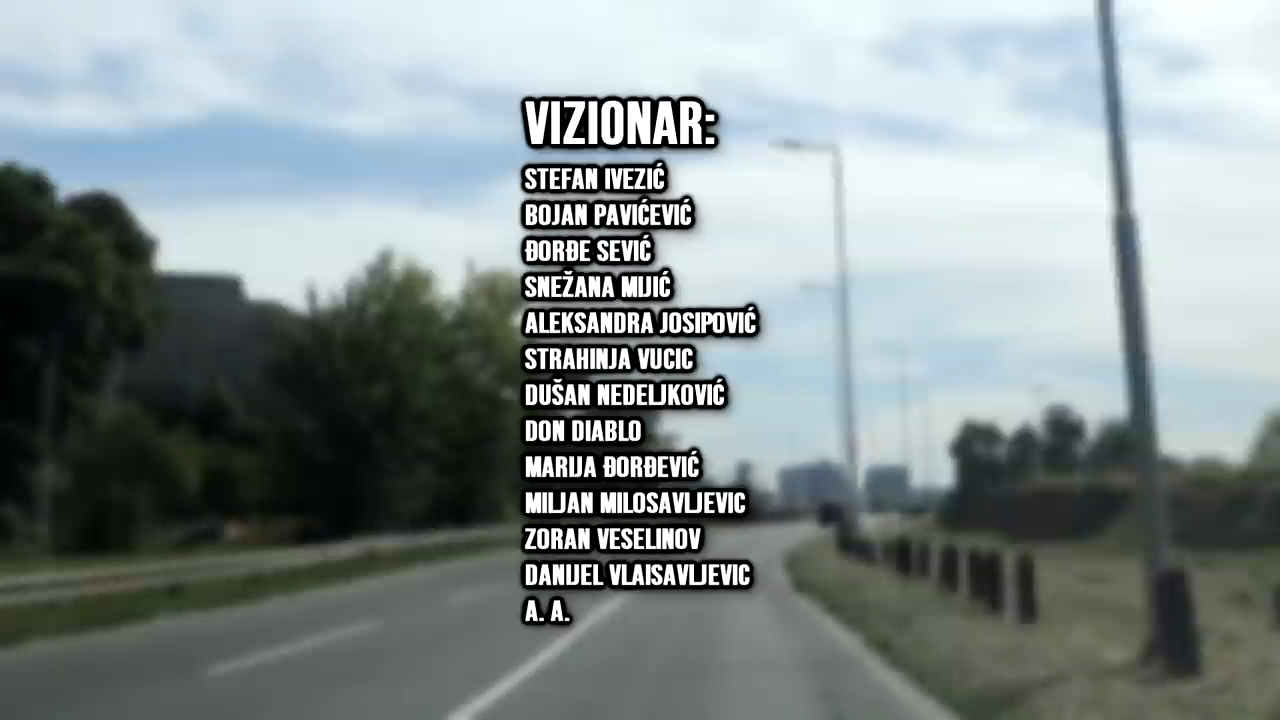 VIZIONAR:
STEFAN IVEZIĆ
BOJAN PAVIĆEVIĆ
ĐORĐE SEVIĆ
SNEŽANA MIJIĆ
ALEKSANDRA JOSIPOVIĆ
STRAHINJA VUCIC
DUŠAN NEDELJKOVIĆ
DON DIABLO
MARIJA ĐORĐEVIĆ
MILJAN MILOSAVLJEVIC
ZORAN VESELINOV
DANIJEL VLAISAVLJEVIC
A. A.